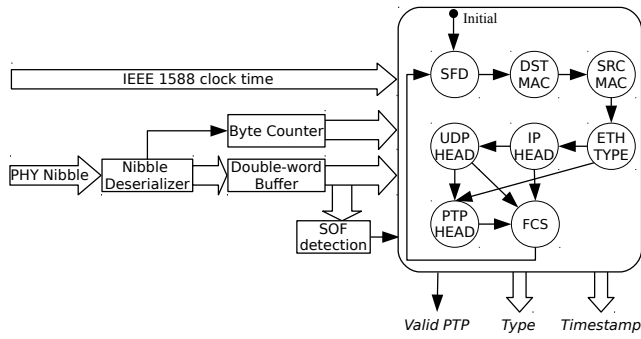 Initial
IEEE 1588 clock time
SFD
DST
MAC
SRC
MAC
Byte Counter
UDP
HEAD
IP
HEAD
ETH
TYPE
PHY Nibble
Nibble
Deserializer
Double-word
Buffer
PTP
HEAD
FCS
SOF
detection
Valid PTP
Type
Timestamp